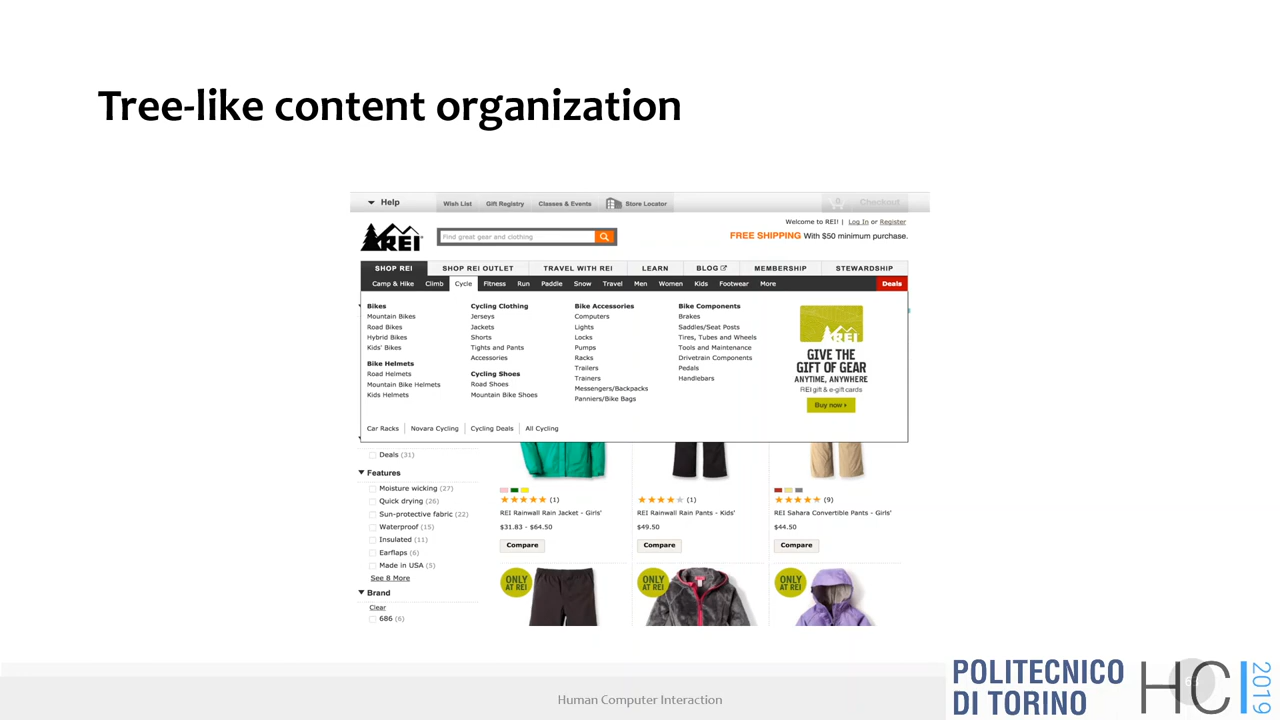 Tree-like content organization
Help
Wish List
Gift Registry
Classes & Events
Store Locator
0
Checkout
Welcome to REI! | Log In or Register
REI
Find great gear and clothing
FREE SHIPPING With $50 minimum purchase.
SHOP REI
SHOP REI OUTLET
TRAVEL WITH REI
LEARN
BLOG
MEMBERSHIP
STEWARDSHIP
Camp & Hike
Climb
Cycle
Fitness
Run
Paddle
Snow
Travel
Men
Women
Kids
Footwear
More
Deals
Bikes
Mountain Bikes
Road Bikes
Hybrid Bikes
Kids' Bikes
Bike Helmets
Road Helmets
Mountain Bike Helmets
Kids Helmets
Cycling Clothing
Jerseys
Jackets
Shorts
Tights and Pants
Accessories
Cycling Shoes
Road Shoes
Mountain Bike Shoes
Bike Accessories
Computers
Lights
Locks
Pumps
Racks
Trailers
Trainers
Messengers/Backpacks
Panniers/Bike Bags
Bike Components
Brakes
Saddles/Seat Posts
Tires, Tubes and Wheels
Tools and Maintenance
Drivetrain Components
Pedals
Handlebars
REI
GIVE THE
GIFT OF GEAR
ANYTIME, ANYWHERE
REI gift & e-gift cards
Buy now
Car Racks
Novara Cycling
Cycling Deals
All Cycling
Deals (31)
Features
Moisture wicking (27)
Quick drying (26)
Sun-protective fabric (22)
Waterproof (15)
Insulated (11)
Earflaps (6)
Made in USA (5)
See 8 More
Brand
Clear
686 (6)
(1)
REI Rainwall Rain Jacket - Girls'
$31.83 - $64.50
Compare
(1)
REI Rainwall Rain Pants - Kids'
$49.50
Compare
(9)
REI Sahara Convertible Pants - Girls'
$44.50
Compare
ONLY
AT REI
ONLY
AT REI
ONLY
AT REI
Human Computer Interaction
POLITECNICO
DI TORINO
HCI
2019